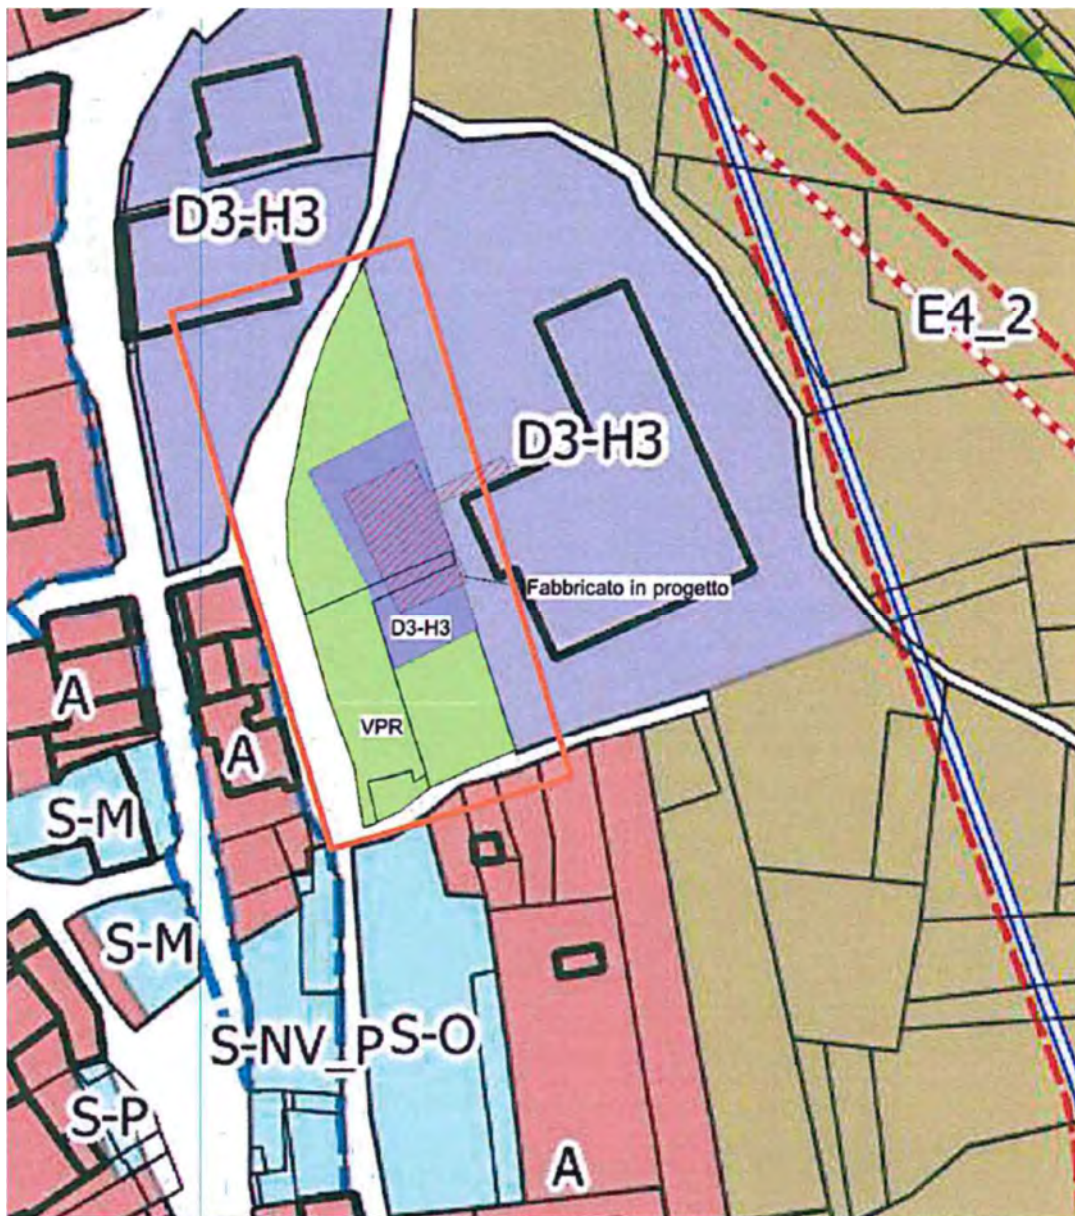 D3-H3
E4_2
D3-H3
Fabbricato in progetto
D3-H3
A
VPR
A
S-M
S-M
S-NV_P
S-O
S-P
A